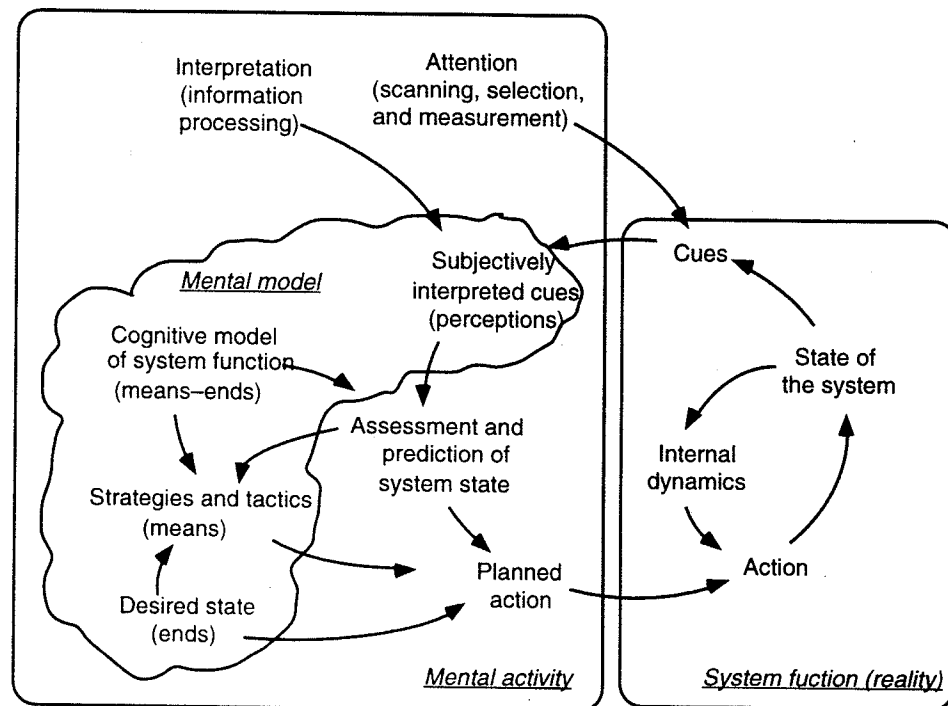 Interpretation
(information
processing)
Attention
(scanning, selection,
and measurement)
Mental model
Subjectively
interpreted cues
(perceptions)
Cues
Cognitive model
of system function
(means–ends)
State of
the system
Assessment and
prediction of
system state
Internal
dynamics
Strategies and tactics
(means)
Planned
action
Action
Desired state
(ends)
Mental activity
System fuction (reality)